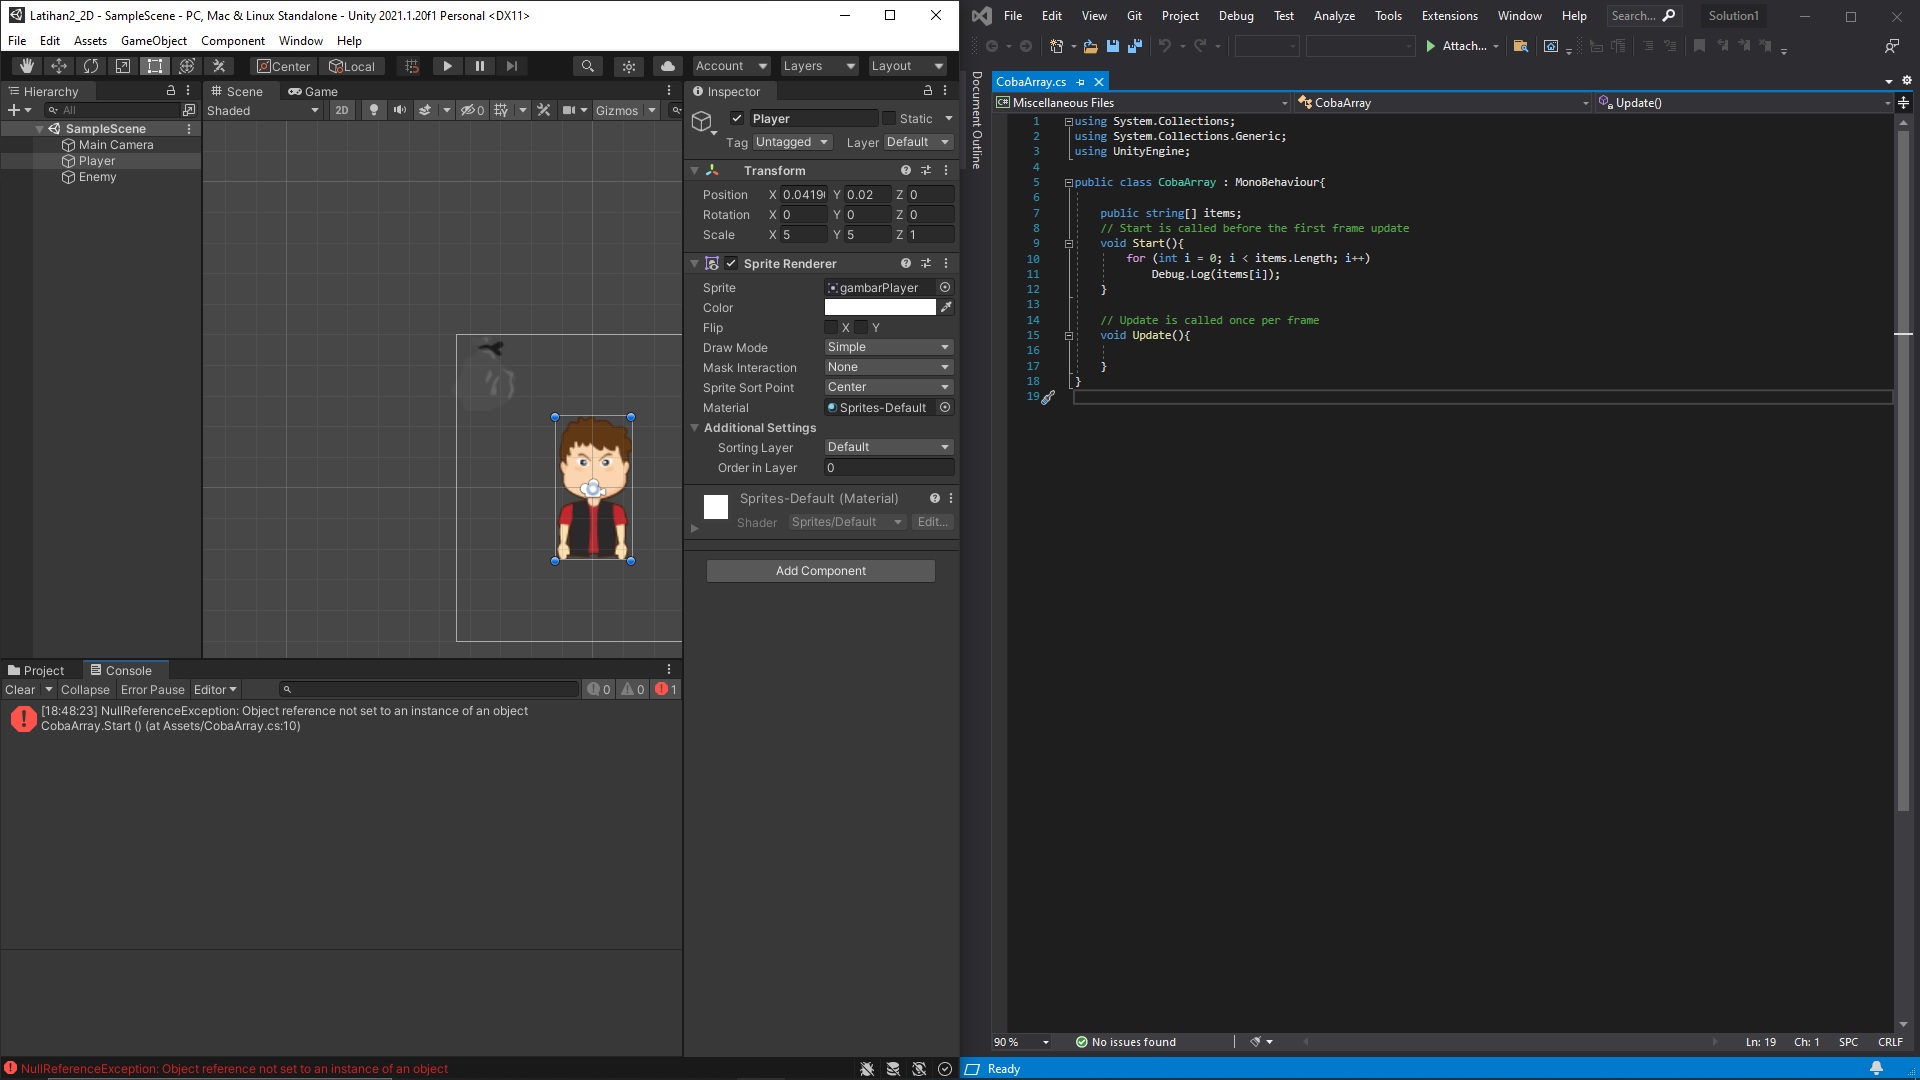 Latihan2_2D - SampleScene - PC, Mac & Linux Standalone - Unity 2021.1.20f1 Personal <DX11>
File Edit Assets GameObject Component Window Help
Center Local
Account Layers Layout
Hierarchy
All
SampleScene
Main Camera
Player
Enemy
Scene Game
Shaded 2D 0 Gizmos
Inspector
Player Static
Tag Untagged Layer Default
Transform
Position X 0.0419 Y 0.02 Z 0
Rotation X 0 Y 0 Z 0
Scale X 5 Y 5 Z 1
Sprite Renderer
Sprite gambarPlayer
Color
Flip X Y
Draw Mode Simple
Mask Interaction None
Sprite Sort Point Center
Material Sprites-Default
Additional Settings
Sorting Layer Default
Order in Layer 0
Sprites-Default (Material)
Shader Sprites/Default Edit...
Add Component
Project Console
Clear Collapse Error Pause Editor 0 0 1
[18:48:23] NullReferenceException: Object reference not set to an instance of an object
CobaArray.Start () (at Assets/CobaArray.cs:10)
NullReferenceException: Object reference not set to an instance of an object
File Edit View Git Project Debug Test Analyze Tools Extensions Window Help Search... Solution1
Attach...
Document Outline
CobaArray.cs
Miscellaneous Files CobaArray Update()
1 using System.Collections;
2 using System.Collections.Generic;
3 using UnityEngine;
4
5 public class CobaArray : MonoBehaviour{
6
7 public string[] items;
8 // Start is called before the first frame update
9 void Start(){
10 for (int i = 0; i < items.Length; i++)
11 Debug.Log(items[i]);
12 }
13
14 // Update is called once per frame
15 void Update(){
16
17 }
18 }
19
90 % No issues found Ln: 19 Ch: 1 SPC CRLF
Ready